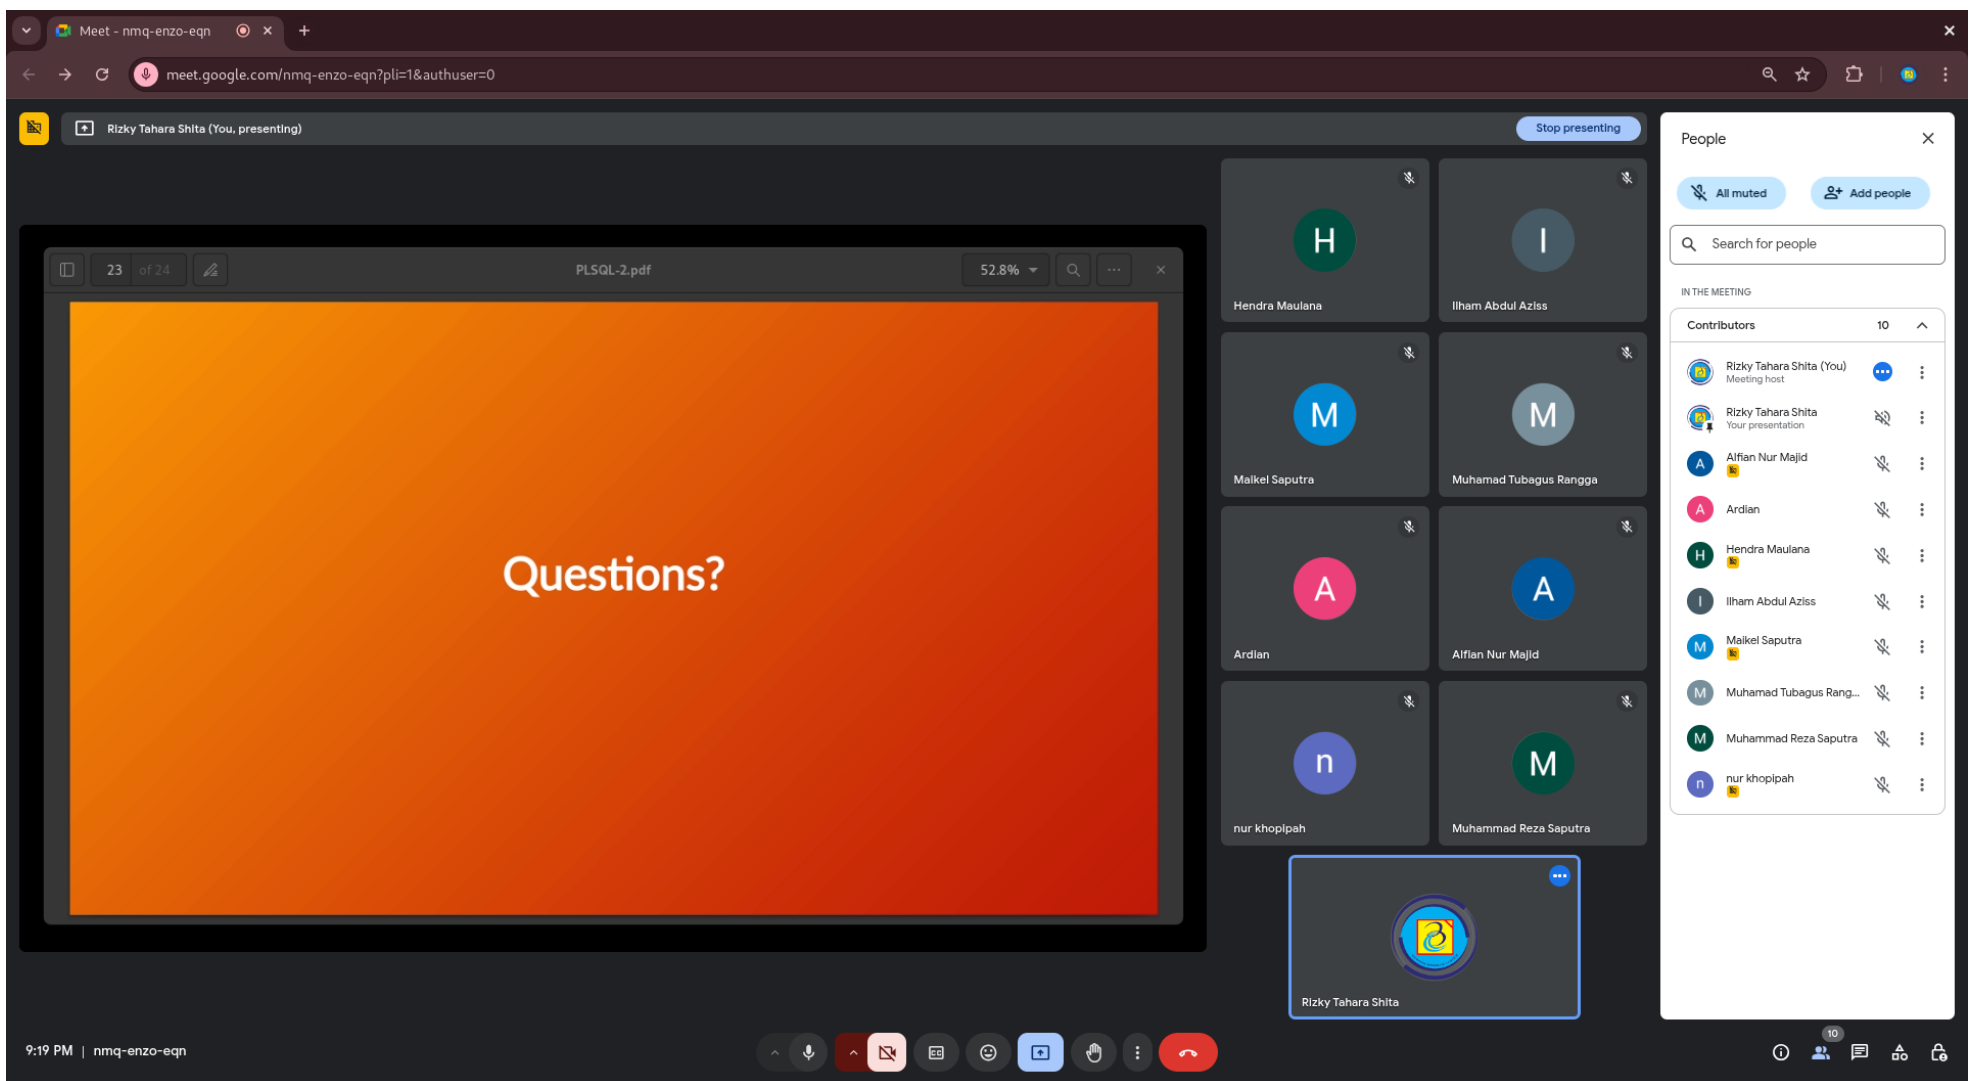 Meet - nmq-enzo-eqn
meet.google.com/nmq-enzo-eqn?pli=1&authuser=0
Rizky Tahara Shita (You, presenting)
Stop presenting
23 of 24
PLSQL-2.pdf
52.8%
Questions?
Hendra Maulana
Ilham Abdul Aziss
Maikel Saputra
Muhamad Tubagus Rangga
Ardian
Alfian Nur Majid
nur khopipah
Muhammad Reza Saputra
Rizky Tahara Shita
People
All muted
Add people
Search for people
IN THE MEETING
Contributors
10
Rizky Tahara Shita (You)
Meeting host
Rizky Tahara Shita
Your presentation
Alfian Nur Majid
Ardian
Hendra Maulana
Ilham Abdul Aziss
Maikel Saputra
Muhamad Tubagus Rang...
Muhammad Reza Saputra
nur khopipah
H
I
M
M
A
A
n
M
A
A
H
I
M
M
M
n
9:19 PM | nmq-enzo-eqn
10